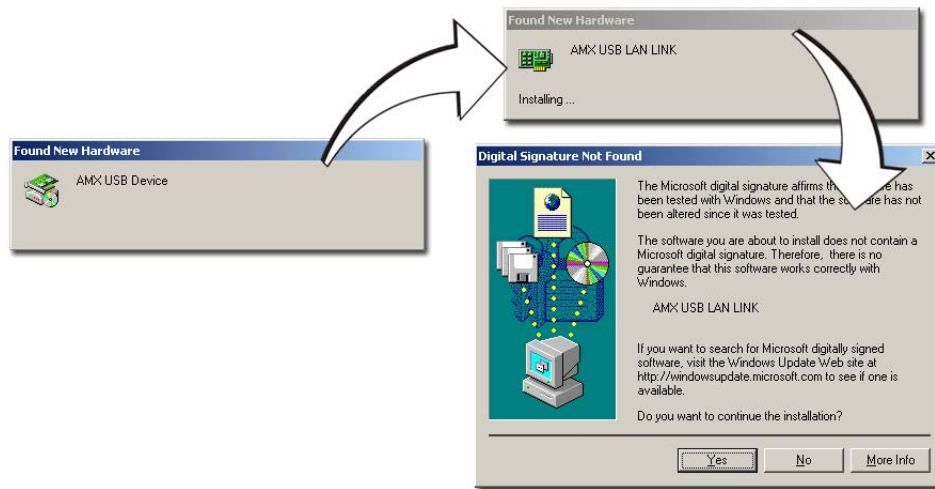 Found New Hardware
AMX USB Device
Found New Hardware
AMX USB LAN LINK
Installing ...
Digital Signature Not Found
The Microsoft digital signature affirms that has
been tested with Windows and that the software has not
been altered since it was tested.
The software you are about to install does not contain a
Microsoft digital signature. Therefore, there is no
guarantee that this software works correctly with
Windows.
AMX USB LAN LINK
If you want to search for Microsoft digitally signed
software, visit the Windows Update Web site at
http://windowsupdate.microsoft.com to see if one is
available.
Do you want to continue the installation?
Yes
No
More Info